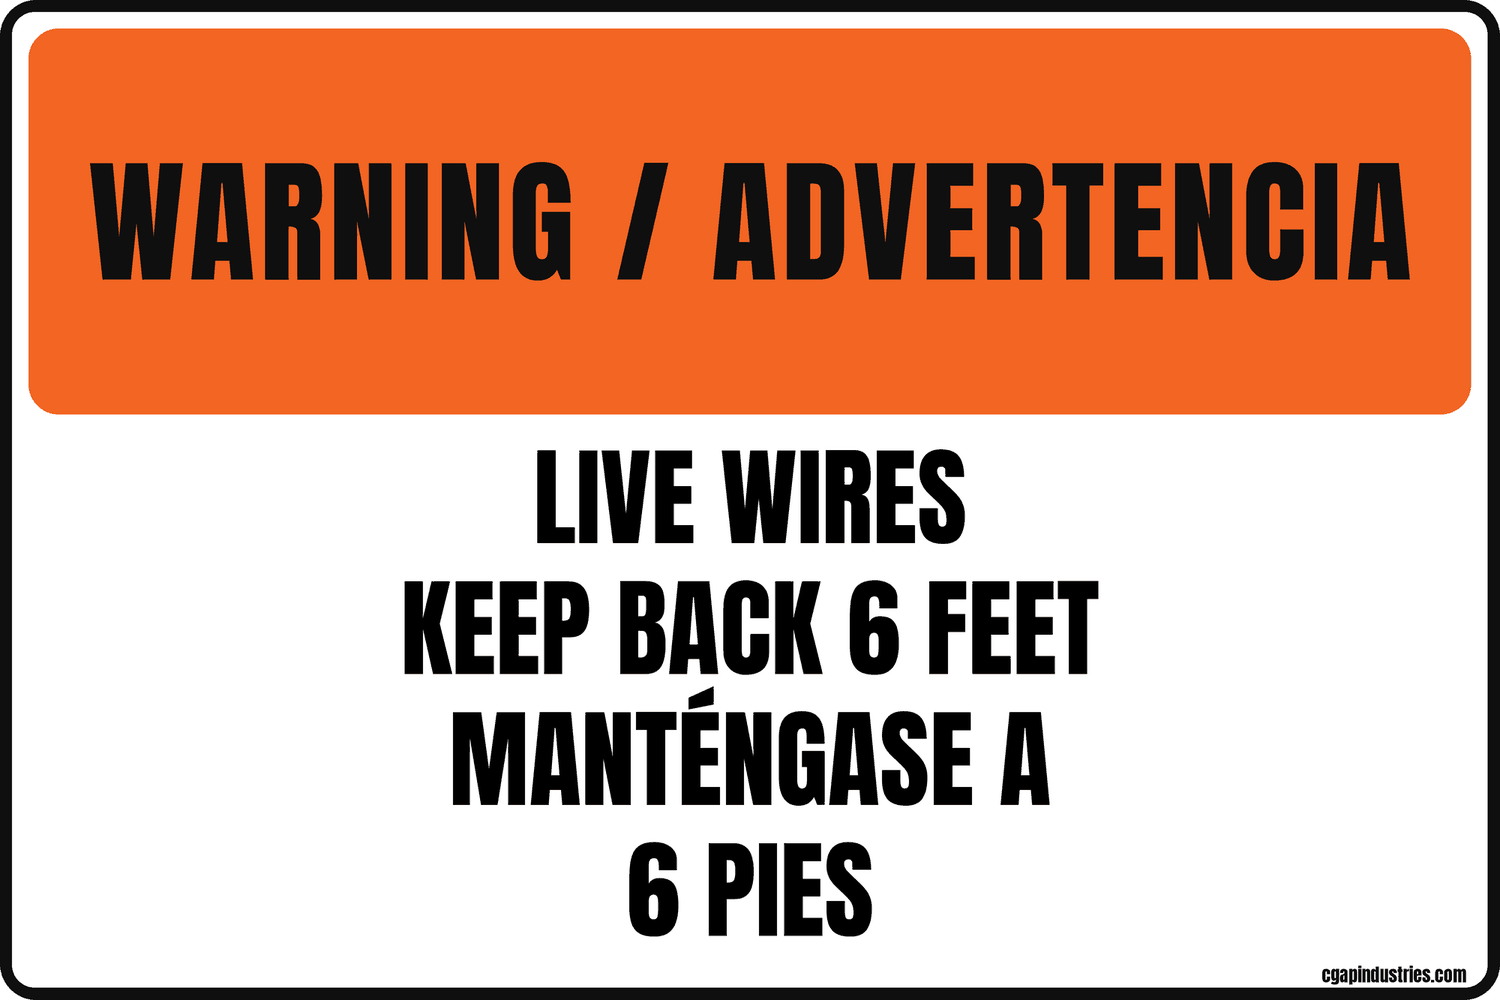 WARNING / ADVERTENCIA
LIVE WIRES
KEEP BACK 6 FEET
MANTÉNGASE A
6 PIES
cgapindustries.com